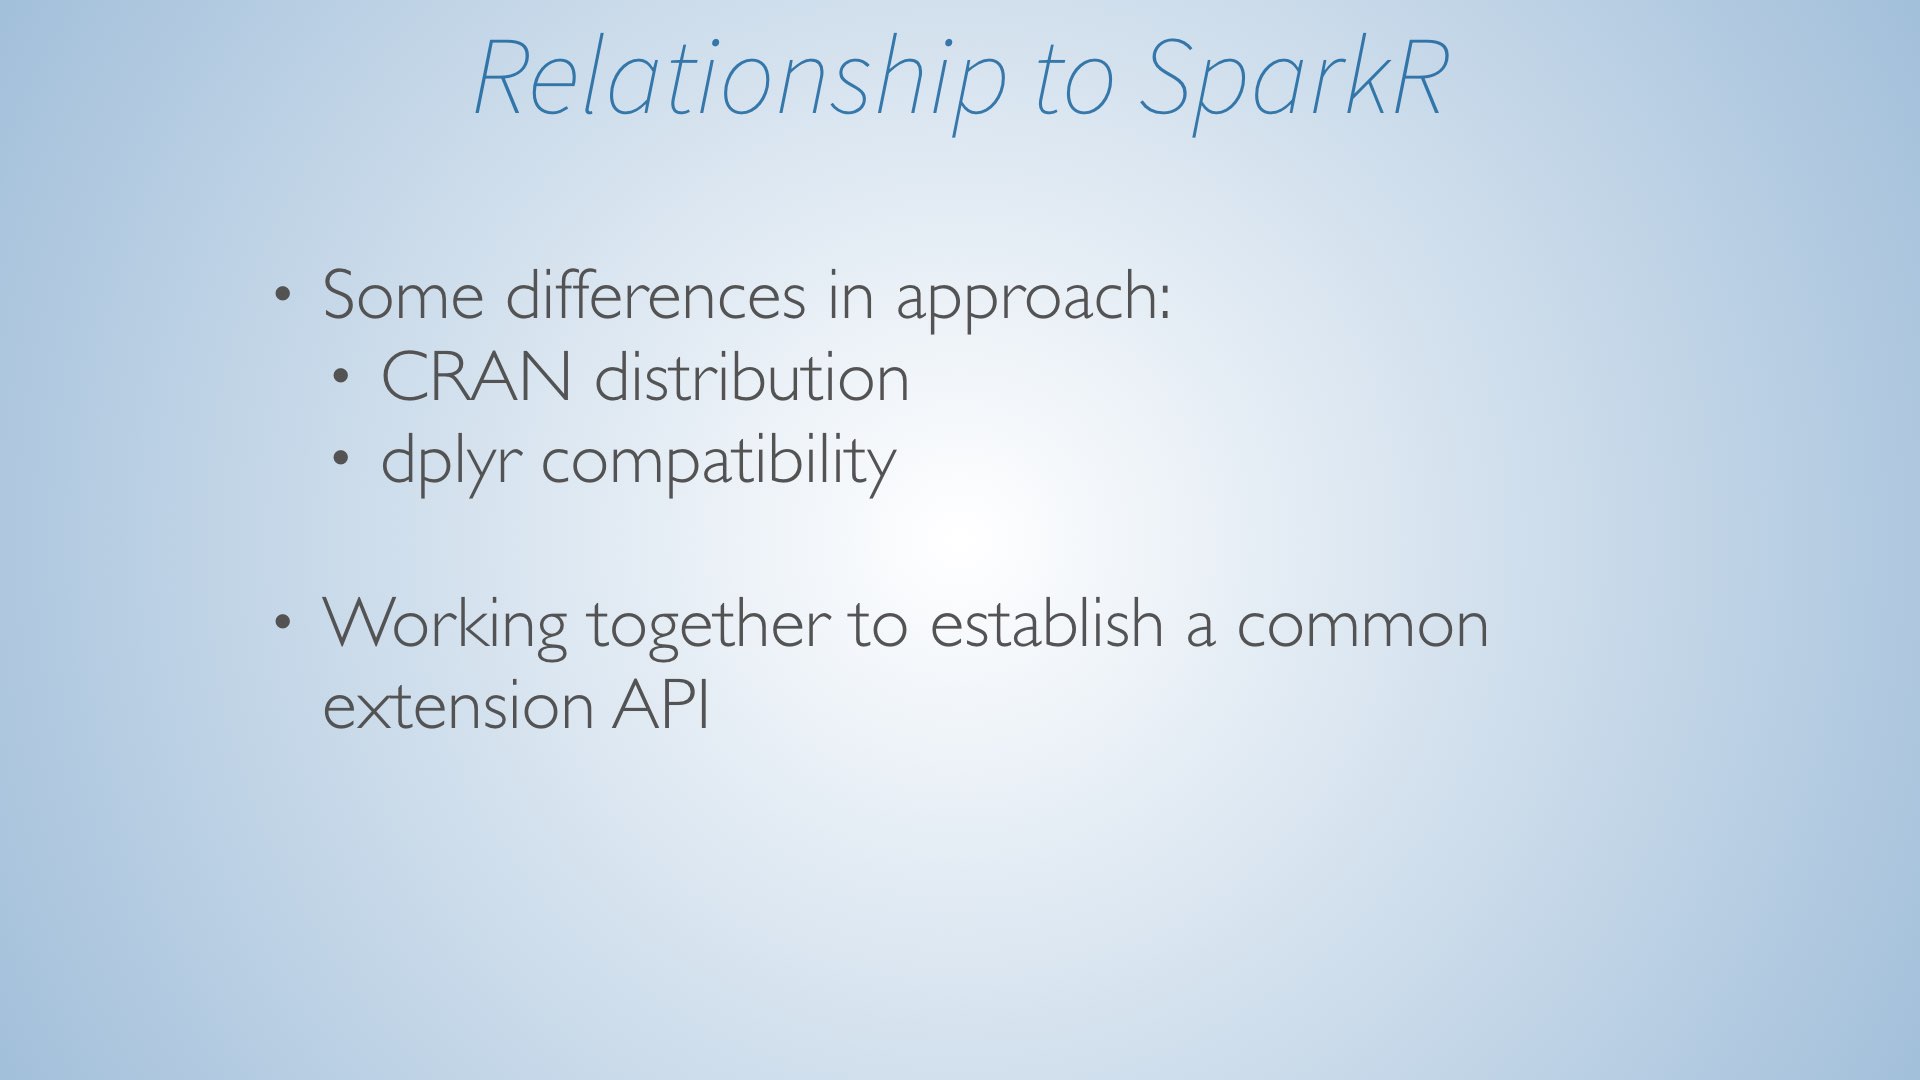 Relationship to SparkR
• Some differences in approach:
• CRAN distribution
• dplyr compatibility
• Working together to establish a common
extension API